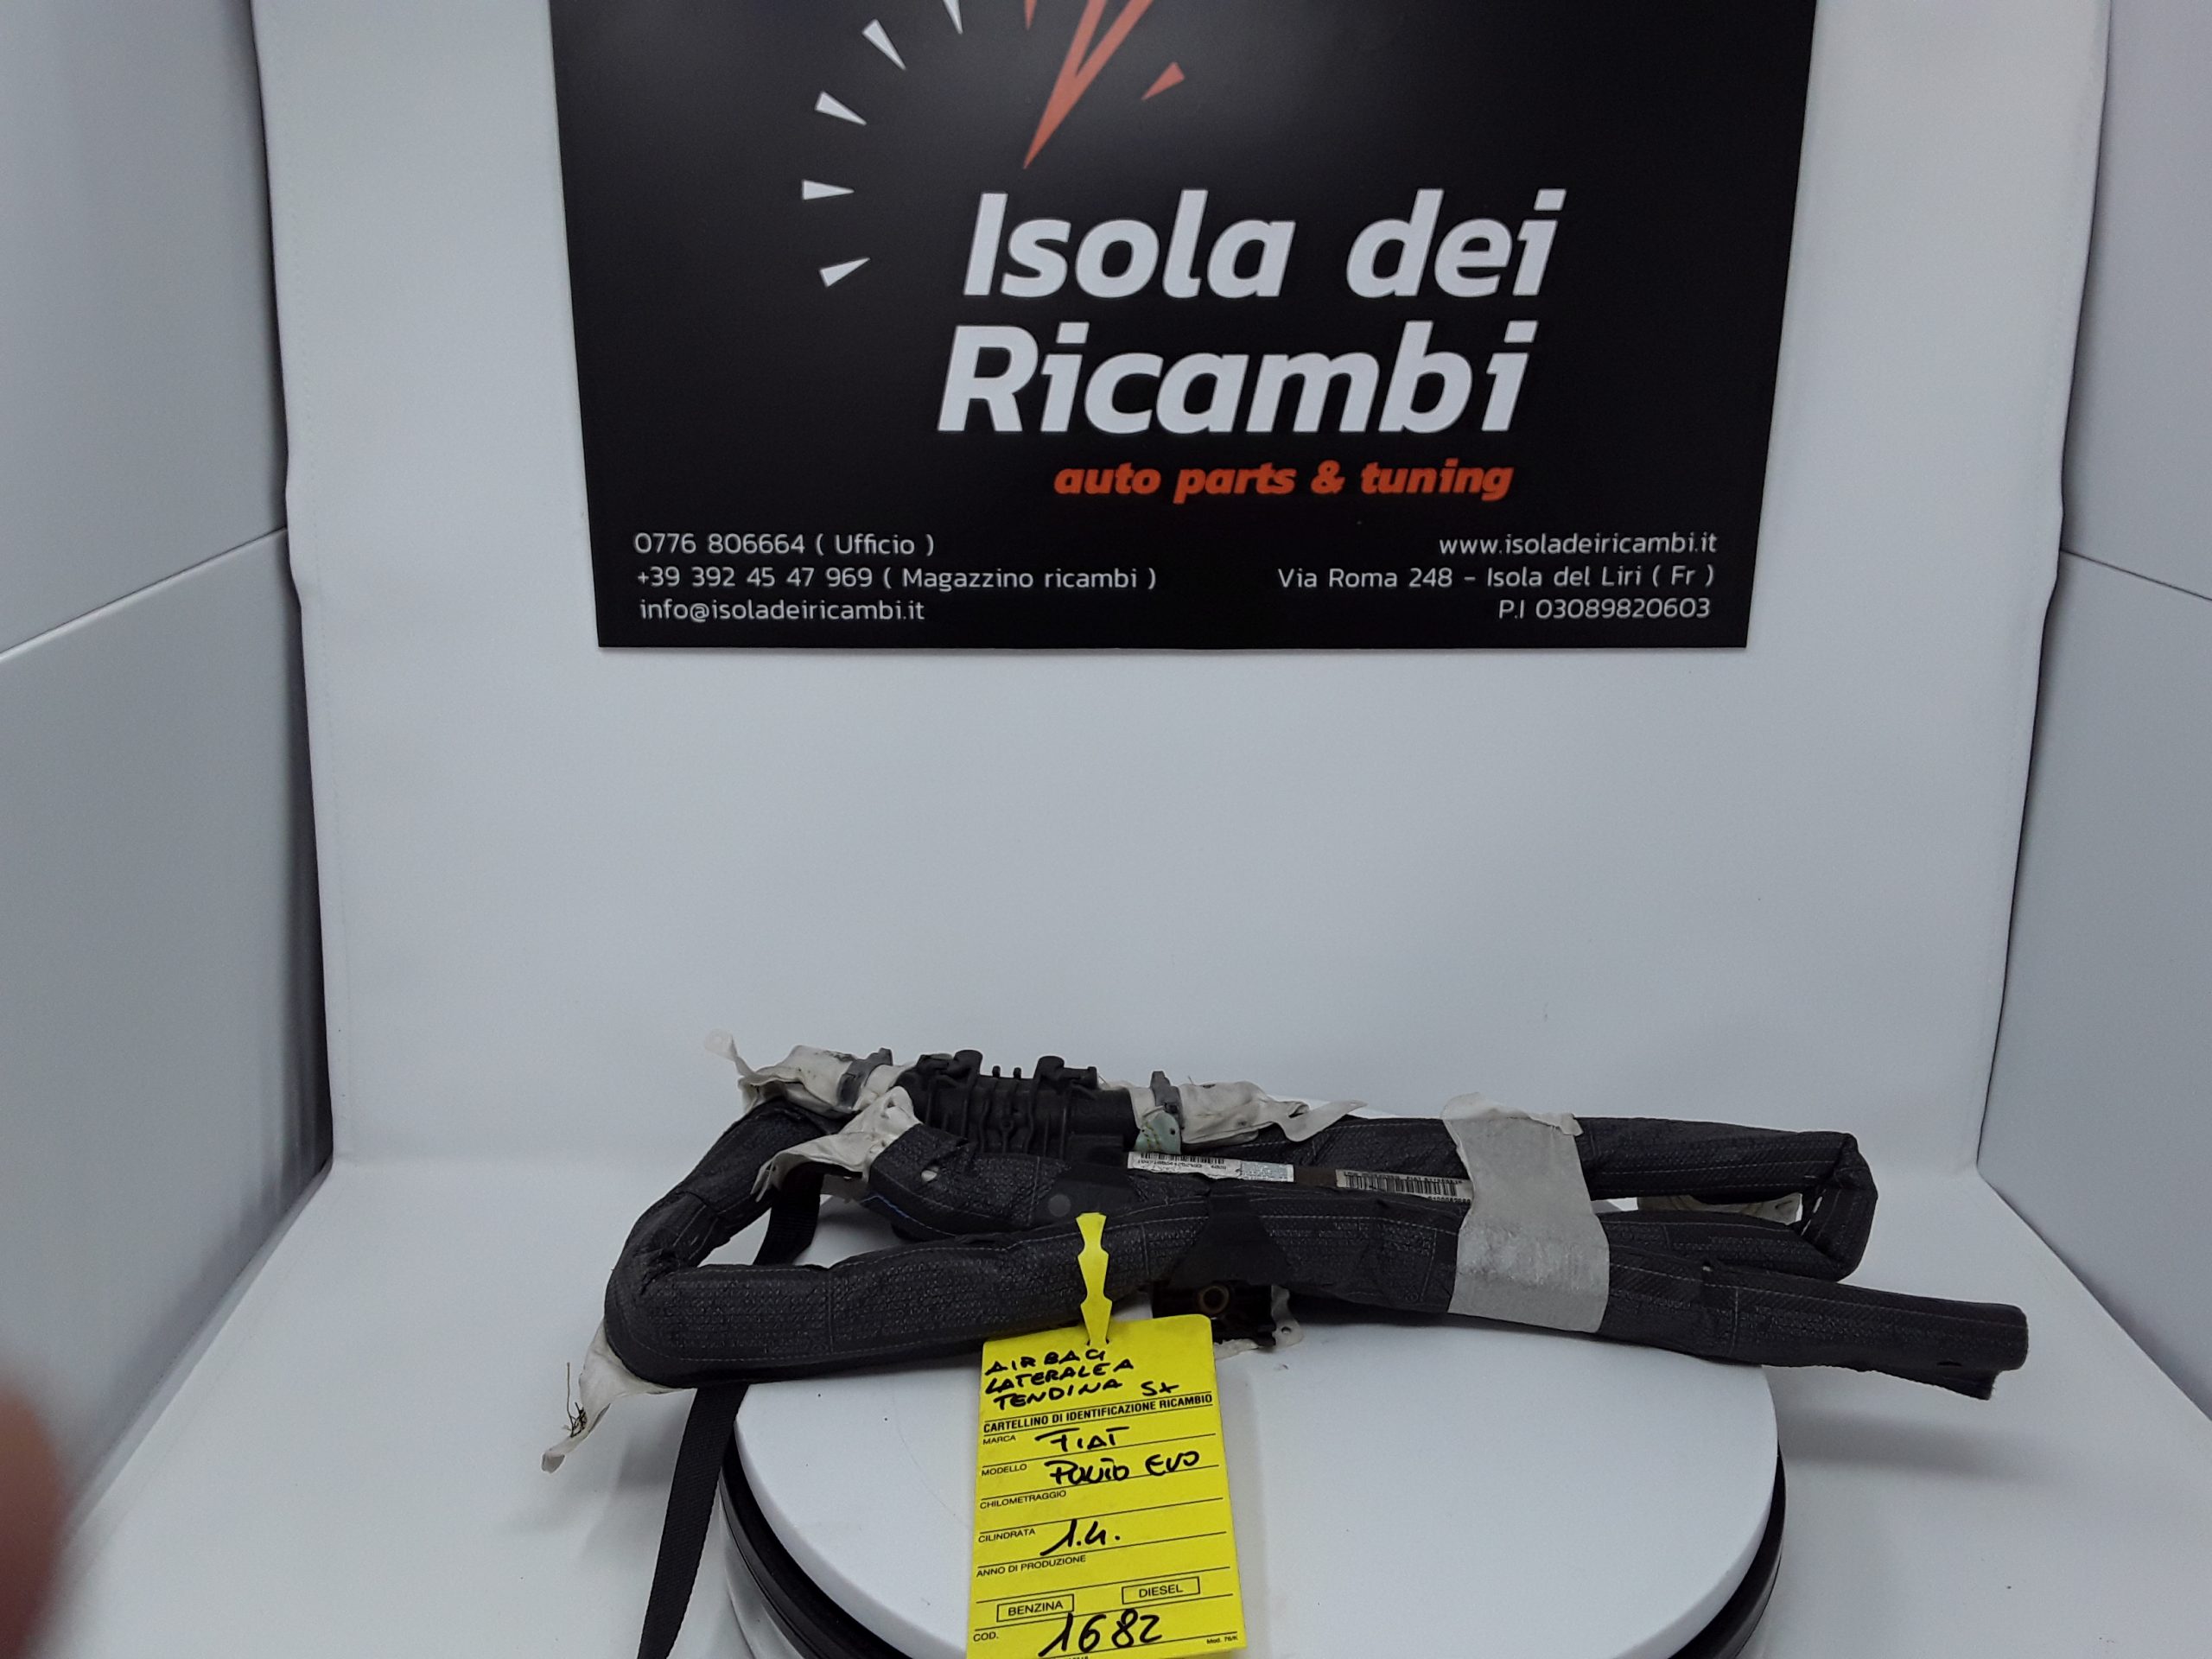 Isola dei
Ricambi
auto parts & tuning
0776 806664 ( Ufficio )
+39 392 45 47 969 ( Magazzino ricambi )
info@isoladeiricambi.it
www.isoladeiricambi.it
Via Roma 248 - Isola del Liri ( Fr )
P.I 03089820603
AIRBAG
LATERALE A
TENDINA SX
CARTELLINO DI IDENTIFICAZIONE RICAMBIO
MARCA FIAT
MODELLO PUNTO EVO
CHILOMETRAGGIO
CILINDRATA 1.4.
ANNO DI PRODUZIONE
BENZINA DIESEL
COD. 1682
Mod. 76/K